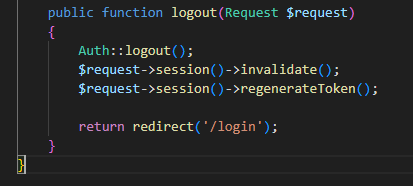 public function logout(Request $request)
{
Auth::logout();
$request->session()->invalidate();
$request->session()->regenerateToken();
return redirect('/login');
}
}